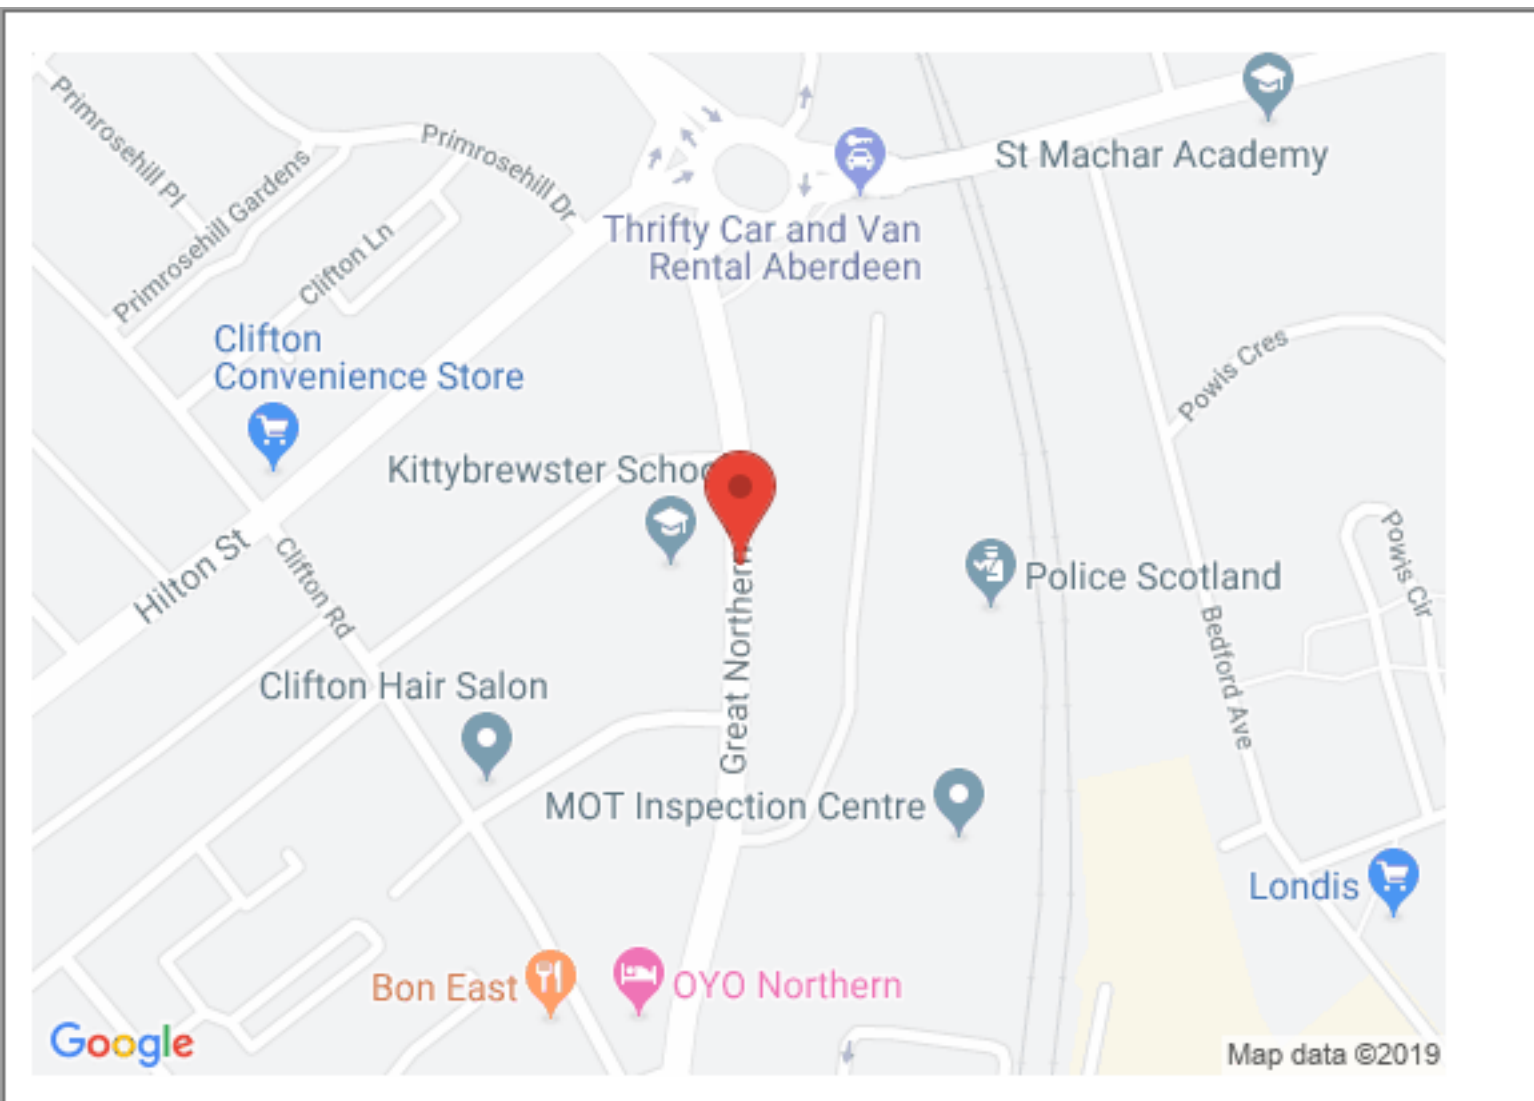 Primrosehill Pl
Primrosehill Gardens
Primrosehill Dr
Clifton Ln
St Machar Academy
Thrifty Car and Van
Rental Aberdeen
Clifton
Convenience Store
Powis Cres
Kittybrewster Schoo
Hilton St
Clifton Rd
Great Northern
Police Scotland
Powis Cir
Bedford Ave
Clifton Hair Salon
MOT Inspection Centre
Londis
Bon East
OYO Northern
Google
Map data ©2019